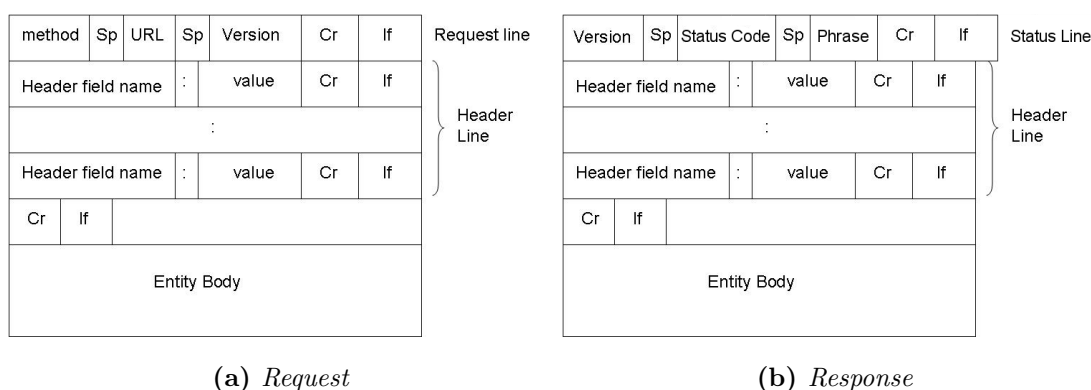 method Sp URL Sp Version Cr lf Request line
Header field name : value Cr lf
:
Header Line
Header field name : value Cr lf
Cr lf
Entity Body
(a) Request
Version Sp Status Code Sp Phrase Cr lf Status Line
Header field name : value Cr lf
:
Header Line
Header field name : value Cr lf
Cr lf
Entity Body
(b) Response